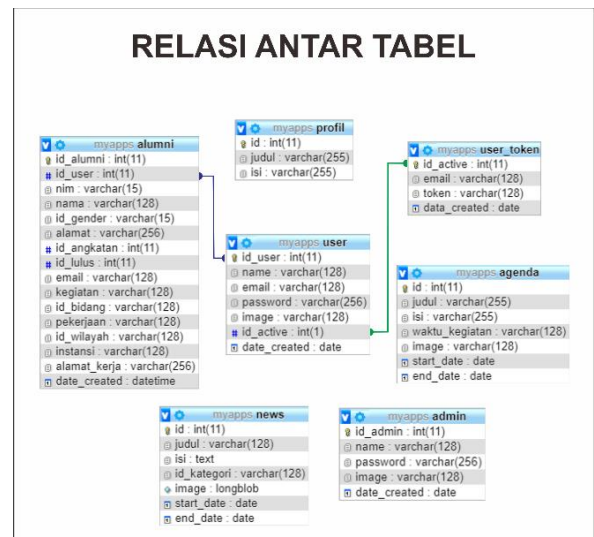 RELASI ANTAR TABEL
myapps alumni
id_alumni : int(11)
id_user : int(11)
nim : varchar(15)
nama : varchar(128)
id_gender : varchar(15)
alamat : varchar(256)
id_angkatan : int(11)
id_lulus : int(11)
email : varchar(128)
kegiatan : varchar(128)
id_bidang : varchar(128)
pekerjaan : varchar(128)
id_wilayah : varchar(128)
instansi : varchar(128)
alamat_kerja : varchar(256)
date_created : datetime
myapps profil
id : int(11)
judul : varchar(255)
isi : varchar(255)
myapps user_token
id_active : int(11)
email : varchar(128)
token : varchar(128)
data_created : date
myapps user
id_user : int(11)
name : varchar(128)
email : varchar(128)
password : varchar(256)
image : varchar(128)
id_active : int(1)
date_created : date
myapps agenda
id : int(11)
judul : varchar(255)
isi : varchar(255)
waktu_kegiatan : varchar(128)
image : varchar(128)
start_date : date
end_date : date
myapps news
id : int(11)
judul : varchar(128)
isi : text
id_kategori : varchar(128)
image : longblob
start_date : date
end_date : date
myapps admin
id_admin : int(11)
name : varchar(128)
password : varchar(256)
image : varchar(128)
date_created : date